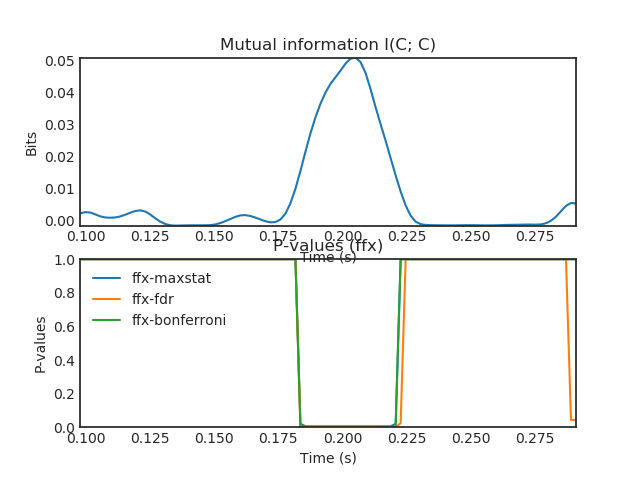 Mutual information I(C; C)
0.05
0.04
0.03
0.02
0.01
0.00
Bits
0.100 0.125 0.150 0.175 0.200 0.225 0.250 0.275
Time (s)
P-values (ffx)
1.0
0.8
0.6
0.4
0.2
0.0
P-values
ffx-maxstat
ffx-fdr
ffx-bonferroni
0.100 0.125 0.150 0.175 0.200 0.225 0.250 0.275
Time (s)